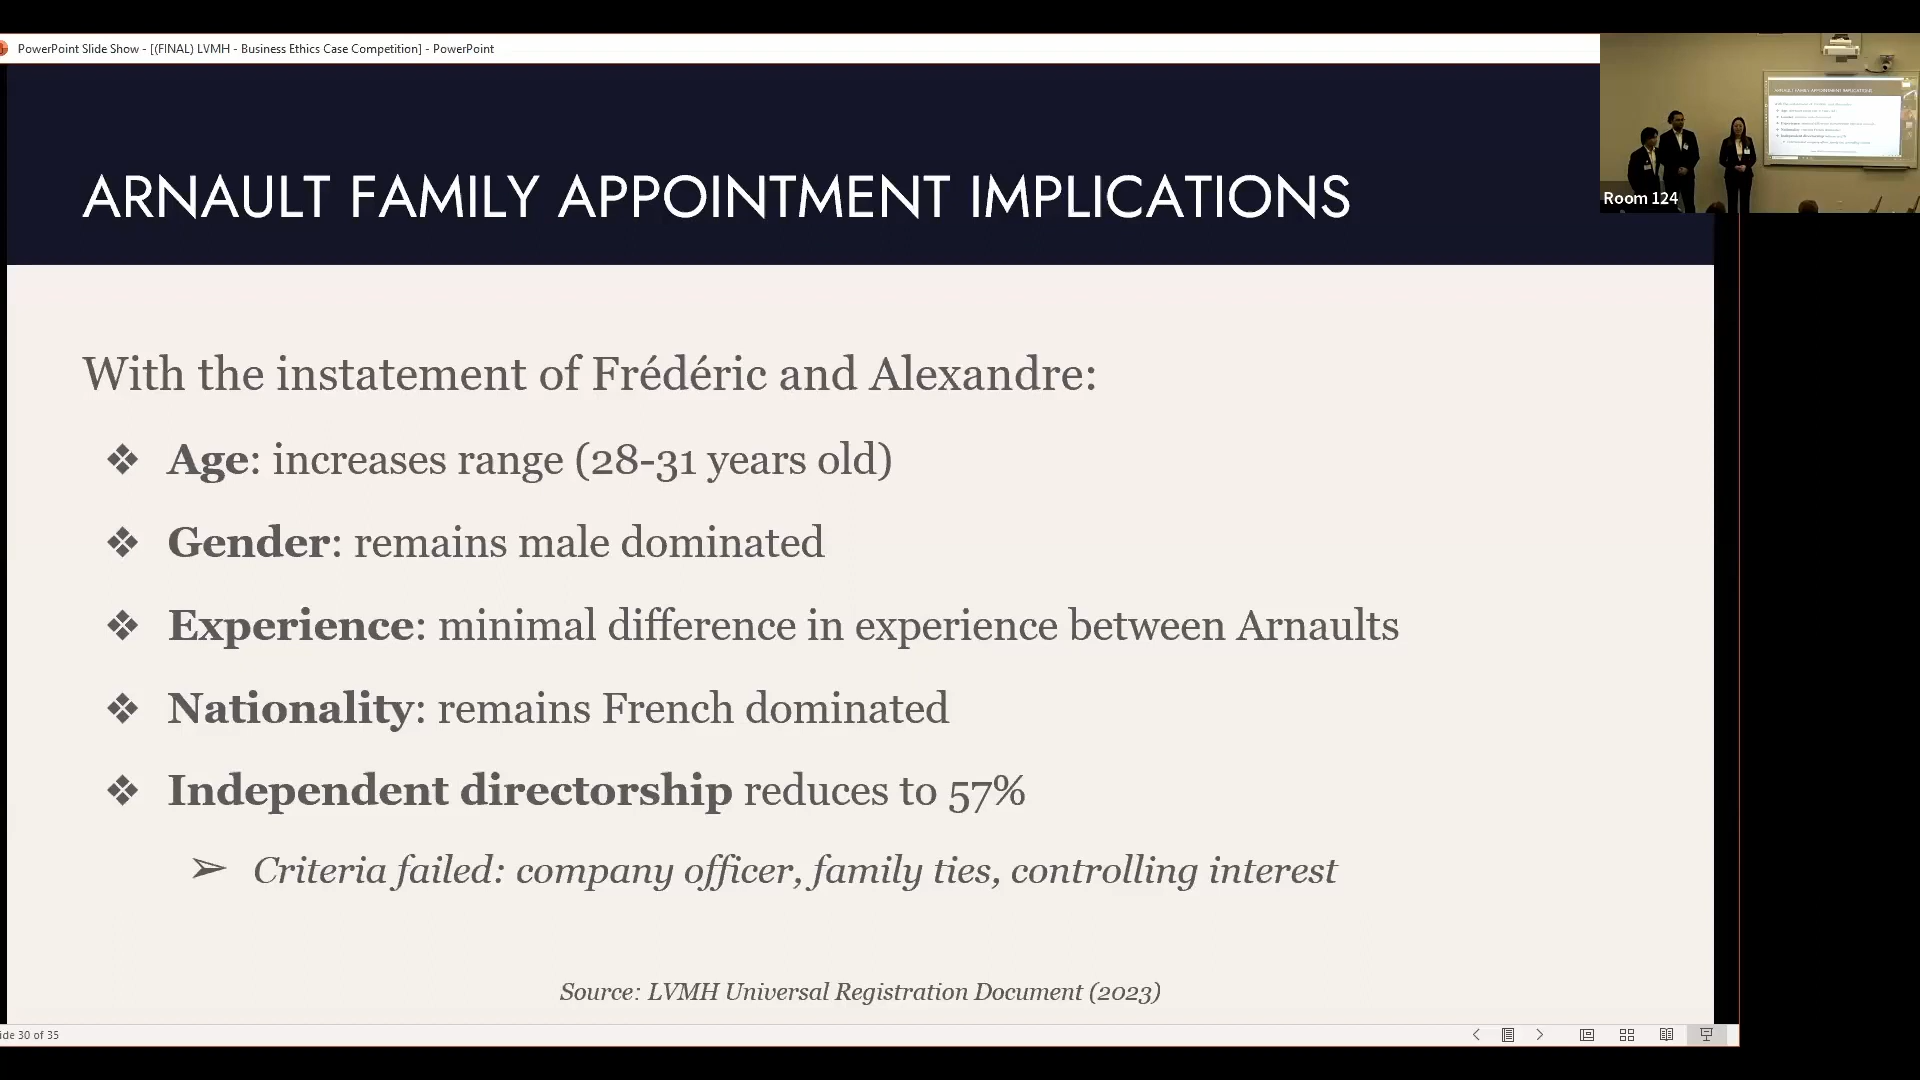 PowerPoint Slide Show - [(FINAL) LVMH - Business Ethics Case Competition] - PowerPoint
ARNAULT FAMILY APPOINTMENT IMPLICATIONS
Room 124
With the instatement of Frédéric and Alexandre:
❖ Age: increases range (28-31 years old)
❖ Gender: remains male dominated
❖ Experience: minimal difference in experience between Arnaults
❖ Nationality: remains French dominated
❖ Independent directorship reduces to 57%
➢ Criteria failed: company officer, family ties, controlling interest
Source: LVMH Universal Registration Document (2023)
ide 30 of 35